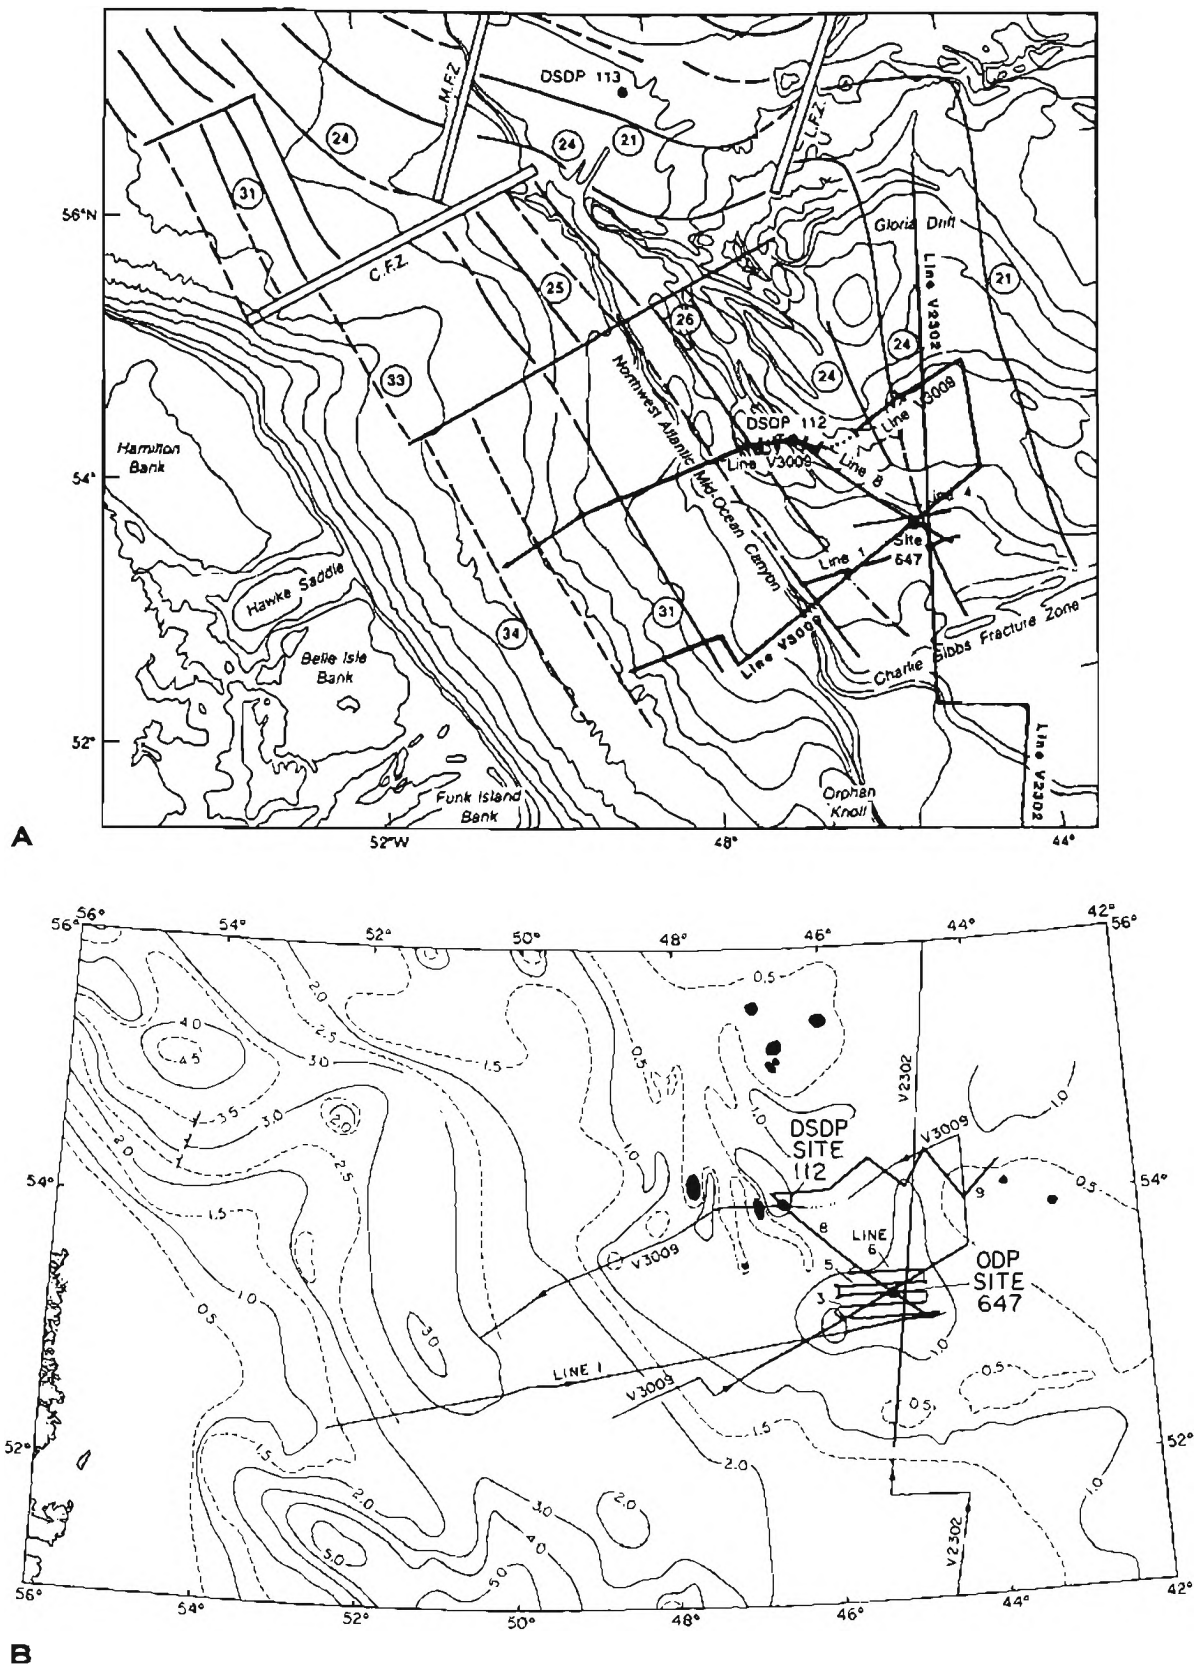 M.F.Z.
DSDP 113
L.F.Z.
24
24
21
31
56°N
Gloria Drift
C.F.Z.
Line V2302
21
25
26
24
33
24
Northwest Atlantic Mid-Ocean Canyon
Line V3008
DSDP 112
Hamilton
Bank
54°
Line V3009
Line 8
Line 4
Site
647
Line 1
Hawke Saddle
31
34
Line V3009
Charlie Gibbs Fracture Zone
Belle Isle
Bank
52°
Line V2302
Funk Island
Bank
Orphan
Knoll
A
52°W
48°
44°
56°
56°
54°
52°
50°
48°
46°
44°
42°
56°
0.5
2.0
4.0
2.5
4.5
3.0
1.5
0.5
V2302
1.0
3.5
3.0
2.0
1.0
V3009
DSDP
SITE
112
2.0
2.5
1.0
54°
0.5
54°
9
1.5
8
LINE
6
V3009
5
ODP
SITE
647
3
0.5
1.0
3.0
1.0
LINE 1
V3009
0.5
0.5
52°
1.5
1.5
52°
2.0
1.0
2.0
3.0
2.0
4.0
5.0
5.0
V2302
56°
54°
52°
50°
48°
46°
44°
42°
B